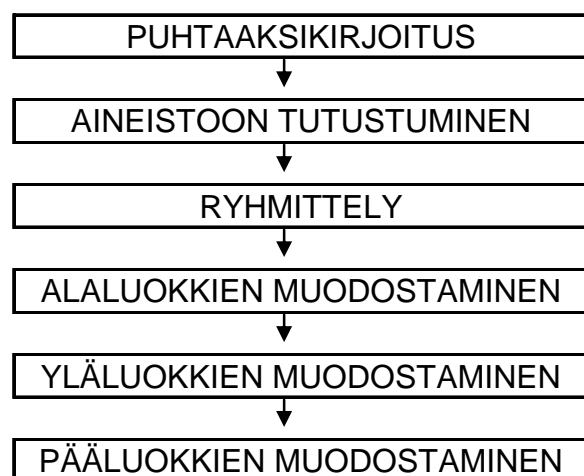 PUHTAAKSIKIRJOITUS
AINEISTOON TUTUSTUMINEN
RYHMITTELY
ALALUOKKIEN MUODOSTAMINEN
YLÄLUOKKIEN MUODOSTAMINEN
PÄÄLUOKKIEN MUODOSTAMINEN